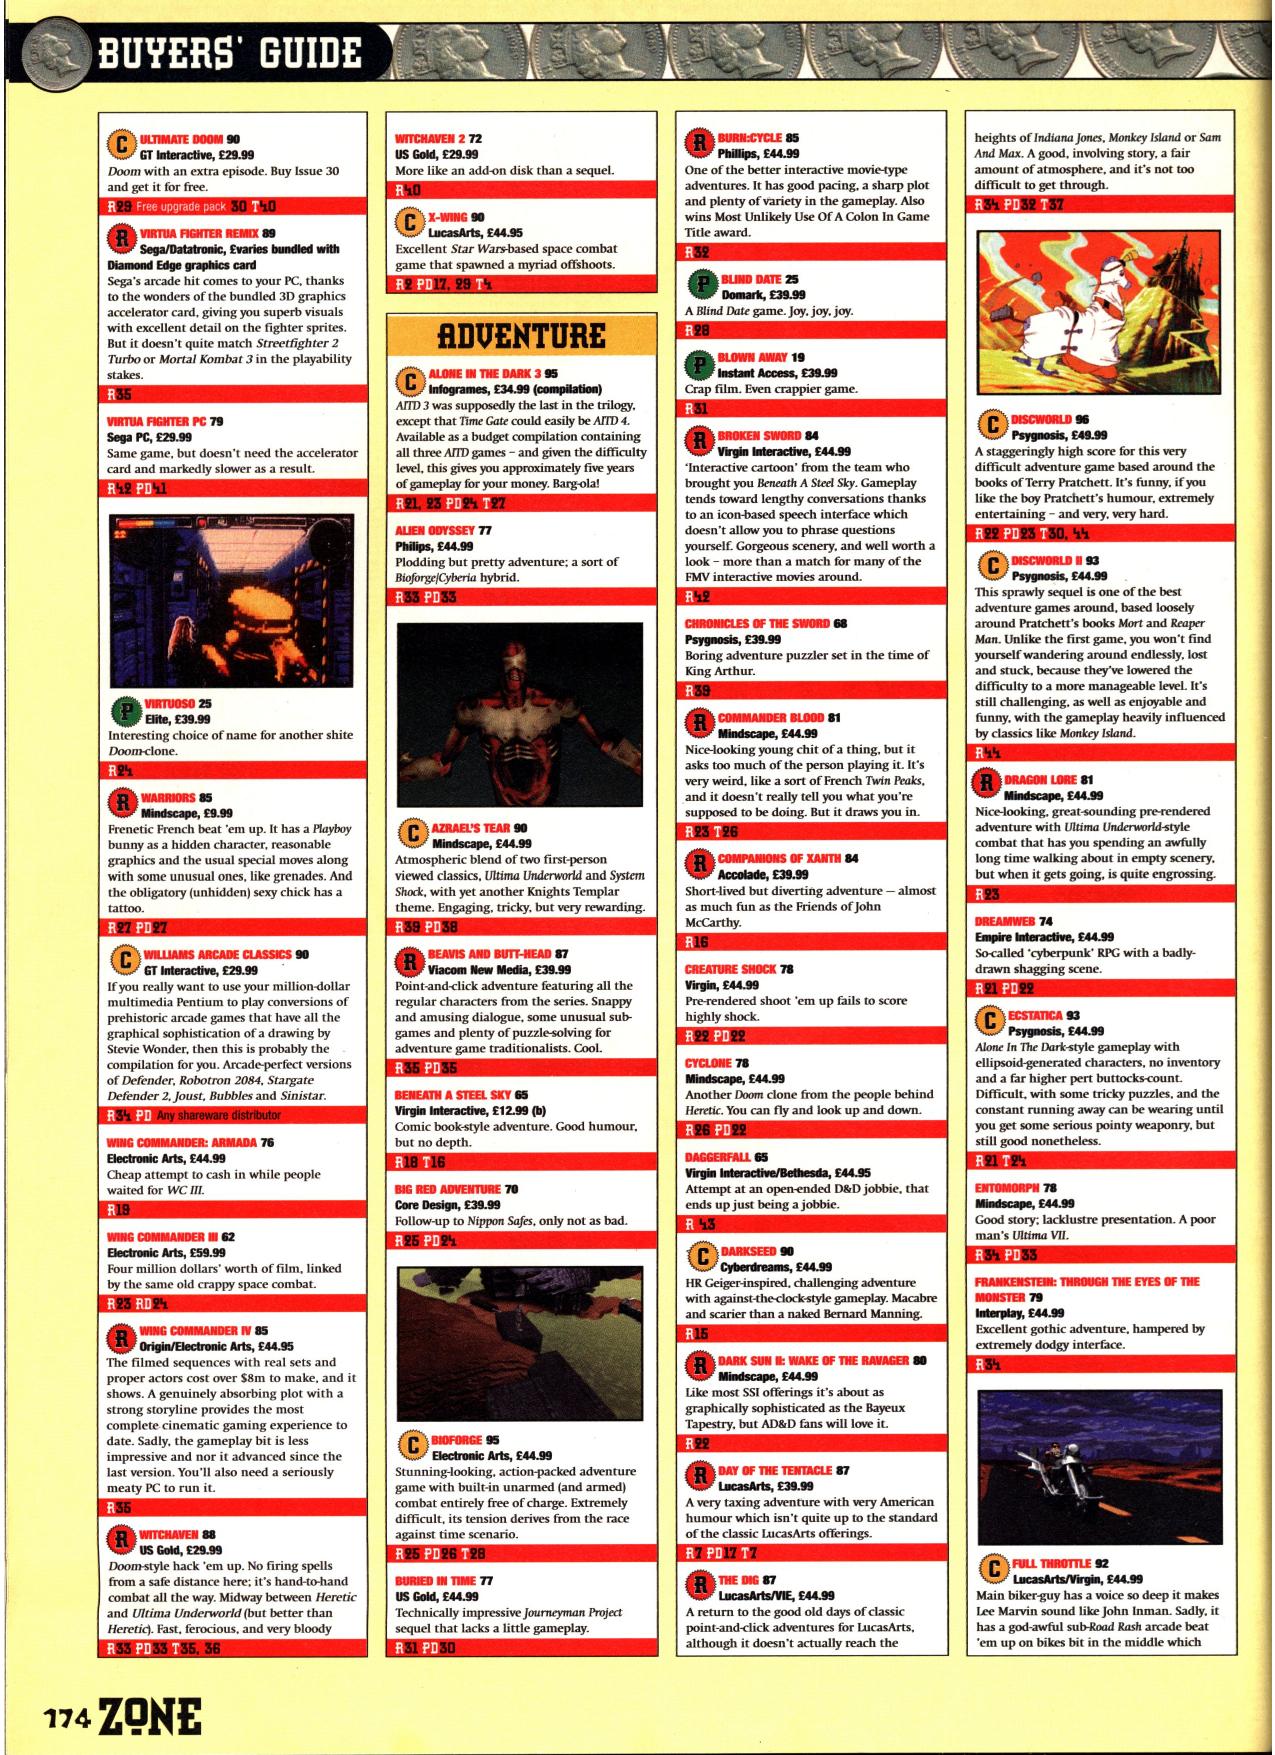 BUYERS' GUIDE
C ULTIMATE DOOM 90
GT Interactive, £29.99
Doom with an extra episode. Buy Issue 30
and get it for free.
R29 Free upgrade pack 30 T40
R VIRTUA FIGHTER REMIX 89
Sega/Datatronic, £varies bundled with
Diamond Edge graphics card
Sega's arcade hit comes to your PC, thanks
to the wonders of the bundled 3D graphics
accelerator card, giving you superb visuals
with excellent detail on the fighter sprites.
But it doesn't quite match Streetfighter 2
Turbo or Mortal Kombat 3 in the playability
stakes.
R35
VIRTUA FIGHTER PC 79
Sega PC, £29.99
Same game, but doesn't need the accelerator
card and markedly slower as a result.
R42 PD41
P VIRTUOSO 25
Elite, £39.99
Interesting choice of name for another shite
Doom-clone.
R24
R WARRIORS 85
Mindscape, £9.99
Frenetic French beat 'em up. It has a Playboy
bunny as a hidden character, reasonable
graphics and the usual special moves along
with some unusual ones, like grenades. And
the obligatory (unhidden) sexy chick has a
tattoo.
R27 PD27
C WILLIAMS ARCADE CLASSICS 90
GT Interactive, £29.99
If you really want to use your million-dollar
multimedia Pentium to play conversions of
prehistoric arcade games that have all the
graphical sophistication of a drawing by
Stevie Wonder, then this is probably the
compilation for you. Arcade-perfect versions
of Defender, Robotron 2084, Stargate
Defender 2, Joust, Bubbles and Sinistar.
R34 PD Any shareware distributor
WING COMMANDER: ARMADA 76
Electronic Arts, £44.99
Cheap attempt to cash in while people
waited for WC III.
R19
WING COMMANDER III 62
Electronic Arts, £59.99
Four million dollars' worth of film, linked
by the same old crappy space combat.
R23 RD24
R WING COMMANDER IV 85
Origin/Electronic Arts, £44.95
The filmed sequences with real sets and
proper actors cost over $8m to make, and it
shows. A genuinely absorbing plot with a
strong storyline provides the most
complete cinematic gaming experience to
date. Sadly, the gameplay bit is less
impressive and nor it advanced since the
last version. You'll also need a seriously
meaty PC to run it.
R35
R WITCHAVEN 88
US Gold, £29.99
Doom-style hack 'em up. No firing spells
from a safe distance here; it's hand-to-hand
combat all the way. Midway between Heretic
and Ultima Underworld (but better than
Heretic). Fast, ferocious, and very bloody
R33 PD33 T35, 36
WITCHAVEN 2 72
US Gold, £29.99
More like an add-on disk than a sequel.
R40
C X-WING 90
LucasArts, £44.95
Excellent Star Wars-based space combat
game that spawned a myriad offshoots.
R2 PD17, 29 T4
ADVENTURE
C ALONE IN THE DARK 3 95
Infogrames, £34.99 (compilation)
AITD 3 was supposedly the last in the trilogy,
except that Time Gate could easily be AITD 4.
Available as a budget compilation containing
all three AITD games – and given the difficulty
level, this gives you approximately five years
of gameplay for your money. Barg-ola!
R21, 23 PD24 T27
ALIEN ODYSSEY 77
Philips, £44.99
Plodding but pretty adventure; a sort of
Bioforge/Cyberia hybrid.
R33 PD33
C AZRAEL'S TEAR 90
Mindscape, £44.99
Atmospheric blend of two first-person
viewed classics, Ultima Underworld and System
Shock, with yet another Knights Templar
theme. Engaging, tricky, but very rewarding.
R39 PD38
R BEAVIS AND BUTT-HEAD 87
Viacom New Media, £39.99
Point-and-click adventure featuring all the
regular characters from the series. Snappy
and amusing dialogue, some unusual sub-
games and plenty of puzzle-solving for
adventure game traditionalists. Cool.
R35 PD35
BENEATH A STEEL SKY 65
Virgin Interactive, £12.99 (b)
Comic book-style adventure. Good humour,
but no depth.
R18 T16
BIG RED ADVENTURE 70
Core Design, £39.99
Follow-up to Nippon Safes, only not as bad.
R25 PD24
C BIOFORGE 95
Electronic Arts, £44.99
Stunning-looking, action-packed adventure
game with built-in unarmed (and armed)
combat entirely free of charge. Extremely
difficult, its tension derives from the race
against time scenario.
R25 PD26 T28
BURIED IN TIME 77
US Gold, £44.99
Technically impressive Journeyman Project
sequel that lacks a little gameplay.
R31 PD30
R BURN:CYCLE 85
Phillips, £44.99
One of the better interactive movie-type
adventures. It has good pacing, a sharp plot
and plenty of variety in the gameplay. Also
wins Most Unlikely Use Of A Colon In Game
Title award.
R32
P BLIND DATE 25
Domark, £39.99
A Blind Date game. Joy, joy, joy.
R28
P BLOWN AWAY 19
Instant Access, £39.99
Crap film. Even crappier game.
R31
R BROKEN SWORD 84
Virgin Interactive, £44.99
'Interactive cartoon' from the team who
brought you Beneath A Steel Sky. Gameplay
tends toward lengthy conversations thanks
to an icon-based speech interface which
doesn't allow you to phrase questions
yourself. Gorgeous scenery, and well worth a
look – more than a match for many of the
FMV interactive movies around.
R42
CHRONICLES OF THE SWORD 68
Psygnosis, £39.99
Boring adventure puzzler set in the time of
King Arthur.
R39
R COMMANDER BLOOD 81
Mindscape, £44.99
Nice-looking young chit of a thing, but it
asks too much of the person playing it. It's
very weird, like a sort of French Twin Peaks,
and it doesn't really tell you what you're
supposed to be doing. But it draws you in.
R23 T26
R COMPANIONS OF XANTH 84
Accolade, £39.99
Short-lived but diverting adventure — almost
as much fun as the Friends of John
McCarthy.
R16
CREATURE SHOCK 78
Virgin, £44.99
Pre-rendered shoot 'em up fails to score
highly shock.
R22 PD22
CYCLONE 78
Mindscape, £44.99
Another Doom clone from the people behind
Heretic. You can fly and look up and down.
R26 PD22
DAGGERFALL 65
Virgin Interactive/Bethesda, £44.95
Attempt at an open-ended D&D jobbie, that
ends up just being a jobbie.
R 43
C DARKSEED 90
Cyberdreams, £44.99
HR Geiger-inspired, challenging adventure
with against-the-clock-style gameplay. Macabre
and scarier than a naked Bernard Manning.
R15
R DARK SUN II: WAKE OF THE RAVAGER 80
Mindscape, £44.99
Like most SSI offerings it's about as
graphically sophisticated as the Bayeux
Tapestry, but AD&D fans will love it.
R22
R DAY OF THE TENTACLE 87
LucasArts, £39.99
A very taxing adventure with very American
humour which isn't quite up to the standard
of the classic LucasArts offerings.
R7 PD17 T7
R THE DIG 87
LucasArts/VIE, £44.99
A return to the good old days of classic
point-and-click adventures for LucasArts,
although it doesn't actually reach the
heights of Indiana Jones, Monkey Island or Sam
And Max. A good, involving story, a fair
amount of atmosphere, and it's not too
difficult to get through.
R34 PD32 T37
C DISCWORLD 96
Psygnosis, £49.99
A staggeringly high score for this very
difficult adventure game based around the
books of Terry Pratchett. It's funny, if you
like the boy Pratchett's humour, extremely
entertaining – and very, very hard.
R22 PD23 T30, 44
C DISCWORLD II 93
Psygnosis, £44.99
This sprawly sequel is one of the best
adventure games around, based loosely
around Pratchett's books Mort and Reaper
Man. Unlike the first game, you won't find
yourself wandering around endlessly, lost
and stuck, because they've lowered the
difficulty to a more manageable level. It's
still challenging, as well as enjoyable and
funny, with the gameplay heavily influenced
by classics like Monkey Island.
R44
R DRAGON LORE 81
Mindscape, £44.99
Nice-looking, great-sounding pre-rendered
adventure with Ultima Underworld-style
combat that has you spending an awfully
long time walking about in empty scenery,
but when it gets going, is quite engrossing.
R23
DREAMWEB 74
Empire Interactive, £44.99
So-called 'cyberpunk' RPG with a badly-
drawn shagging scene.
R21 PD22
C ECSTATICA 93
Psygnosis, £44.99
Alone In The Dark-style gameplay with
ellipsoid-generated characters, no inventory
and a far higher pert buttocks-count.
Difficult, with some tricky puzzles, and the
constant running away can be wearing until
you get some serious pointy weaponry, but
still good nonetheless.
R21 T24
ENTOMORPH 78
Mindscape, £44.99
Good story; lacklustre presentation. A poor
man's Ultima VII.
R34 PD33
FRANKENSTEIN: THROUGH THE EYES OF THE
MONSTER 79
Interplay, £44.99
Excellent gothic adventure, hampered by
extremely dodgy interface.
R34
C FULL THROTTLE 92
LucasArts/Virgin, £44.99
Main biker-guy has a voice so deep it makes
Lee Marvin sound like John Inman. Sadly, it
has a god-awful sub-Road Rash arcade beat
'em up on bikes bit in the middle which
174 ZONE